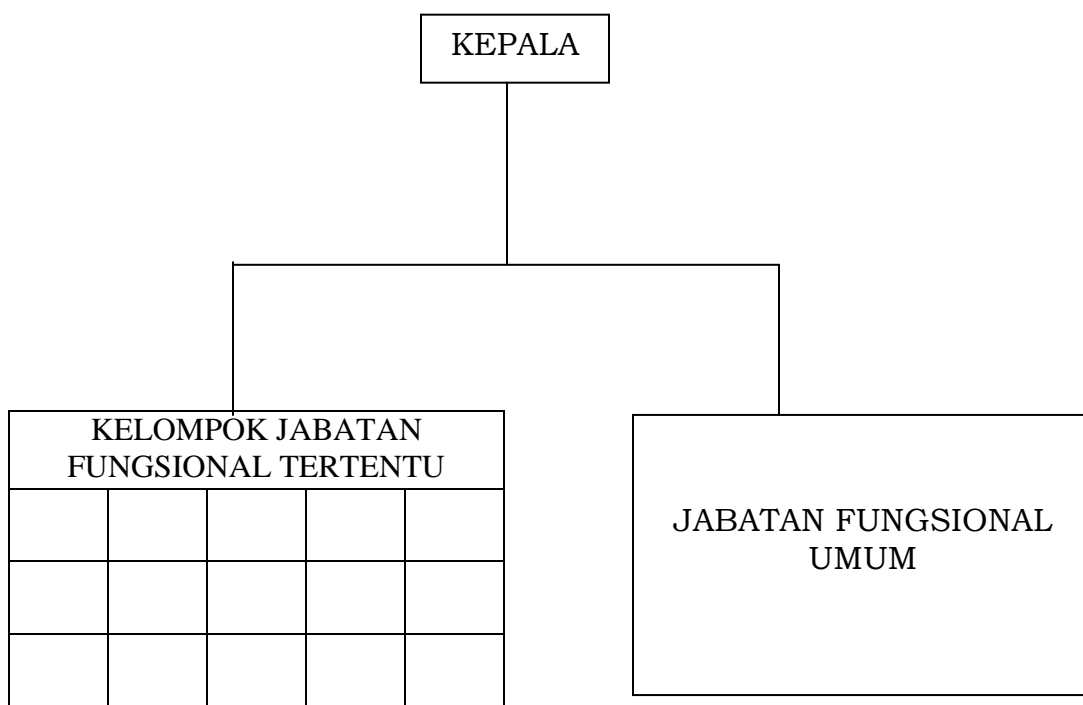 KEPALA
KELOMPOK JABATAN
FUNGSIONAL TERTENTU
JABATAN FUNGSIONAL
UMUM